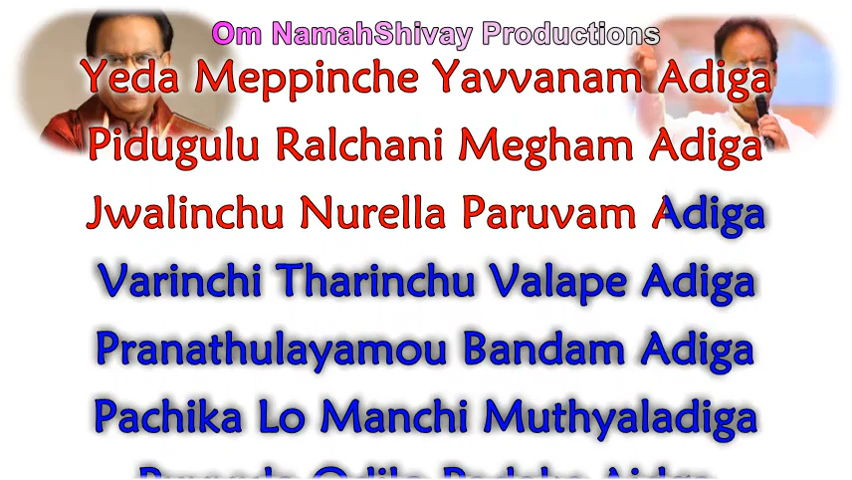 Om NamahShivay Productions
Yeda Meppinche Yavvanam Adiga
Pidugulu Ralchani Megham Adiga
Jwalinchu Nurella Paruvam Adiga
Varinchi Tharinchu Valape Adiga
Pranathulayamou Bandam Adiga
Pachika Lo Manchi Muthyaladiga